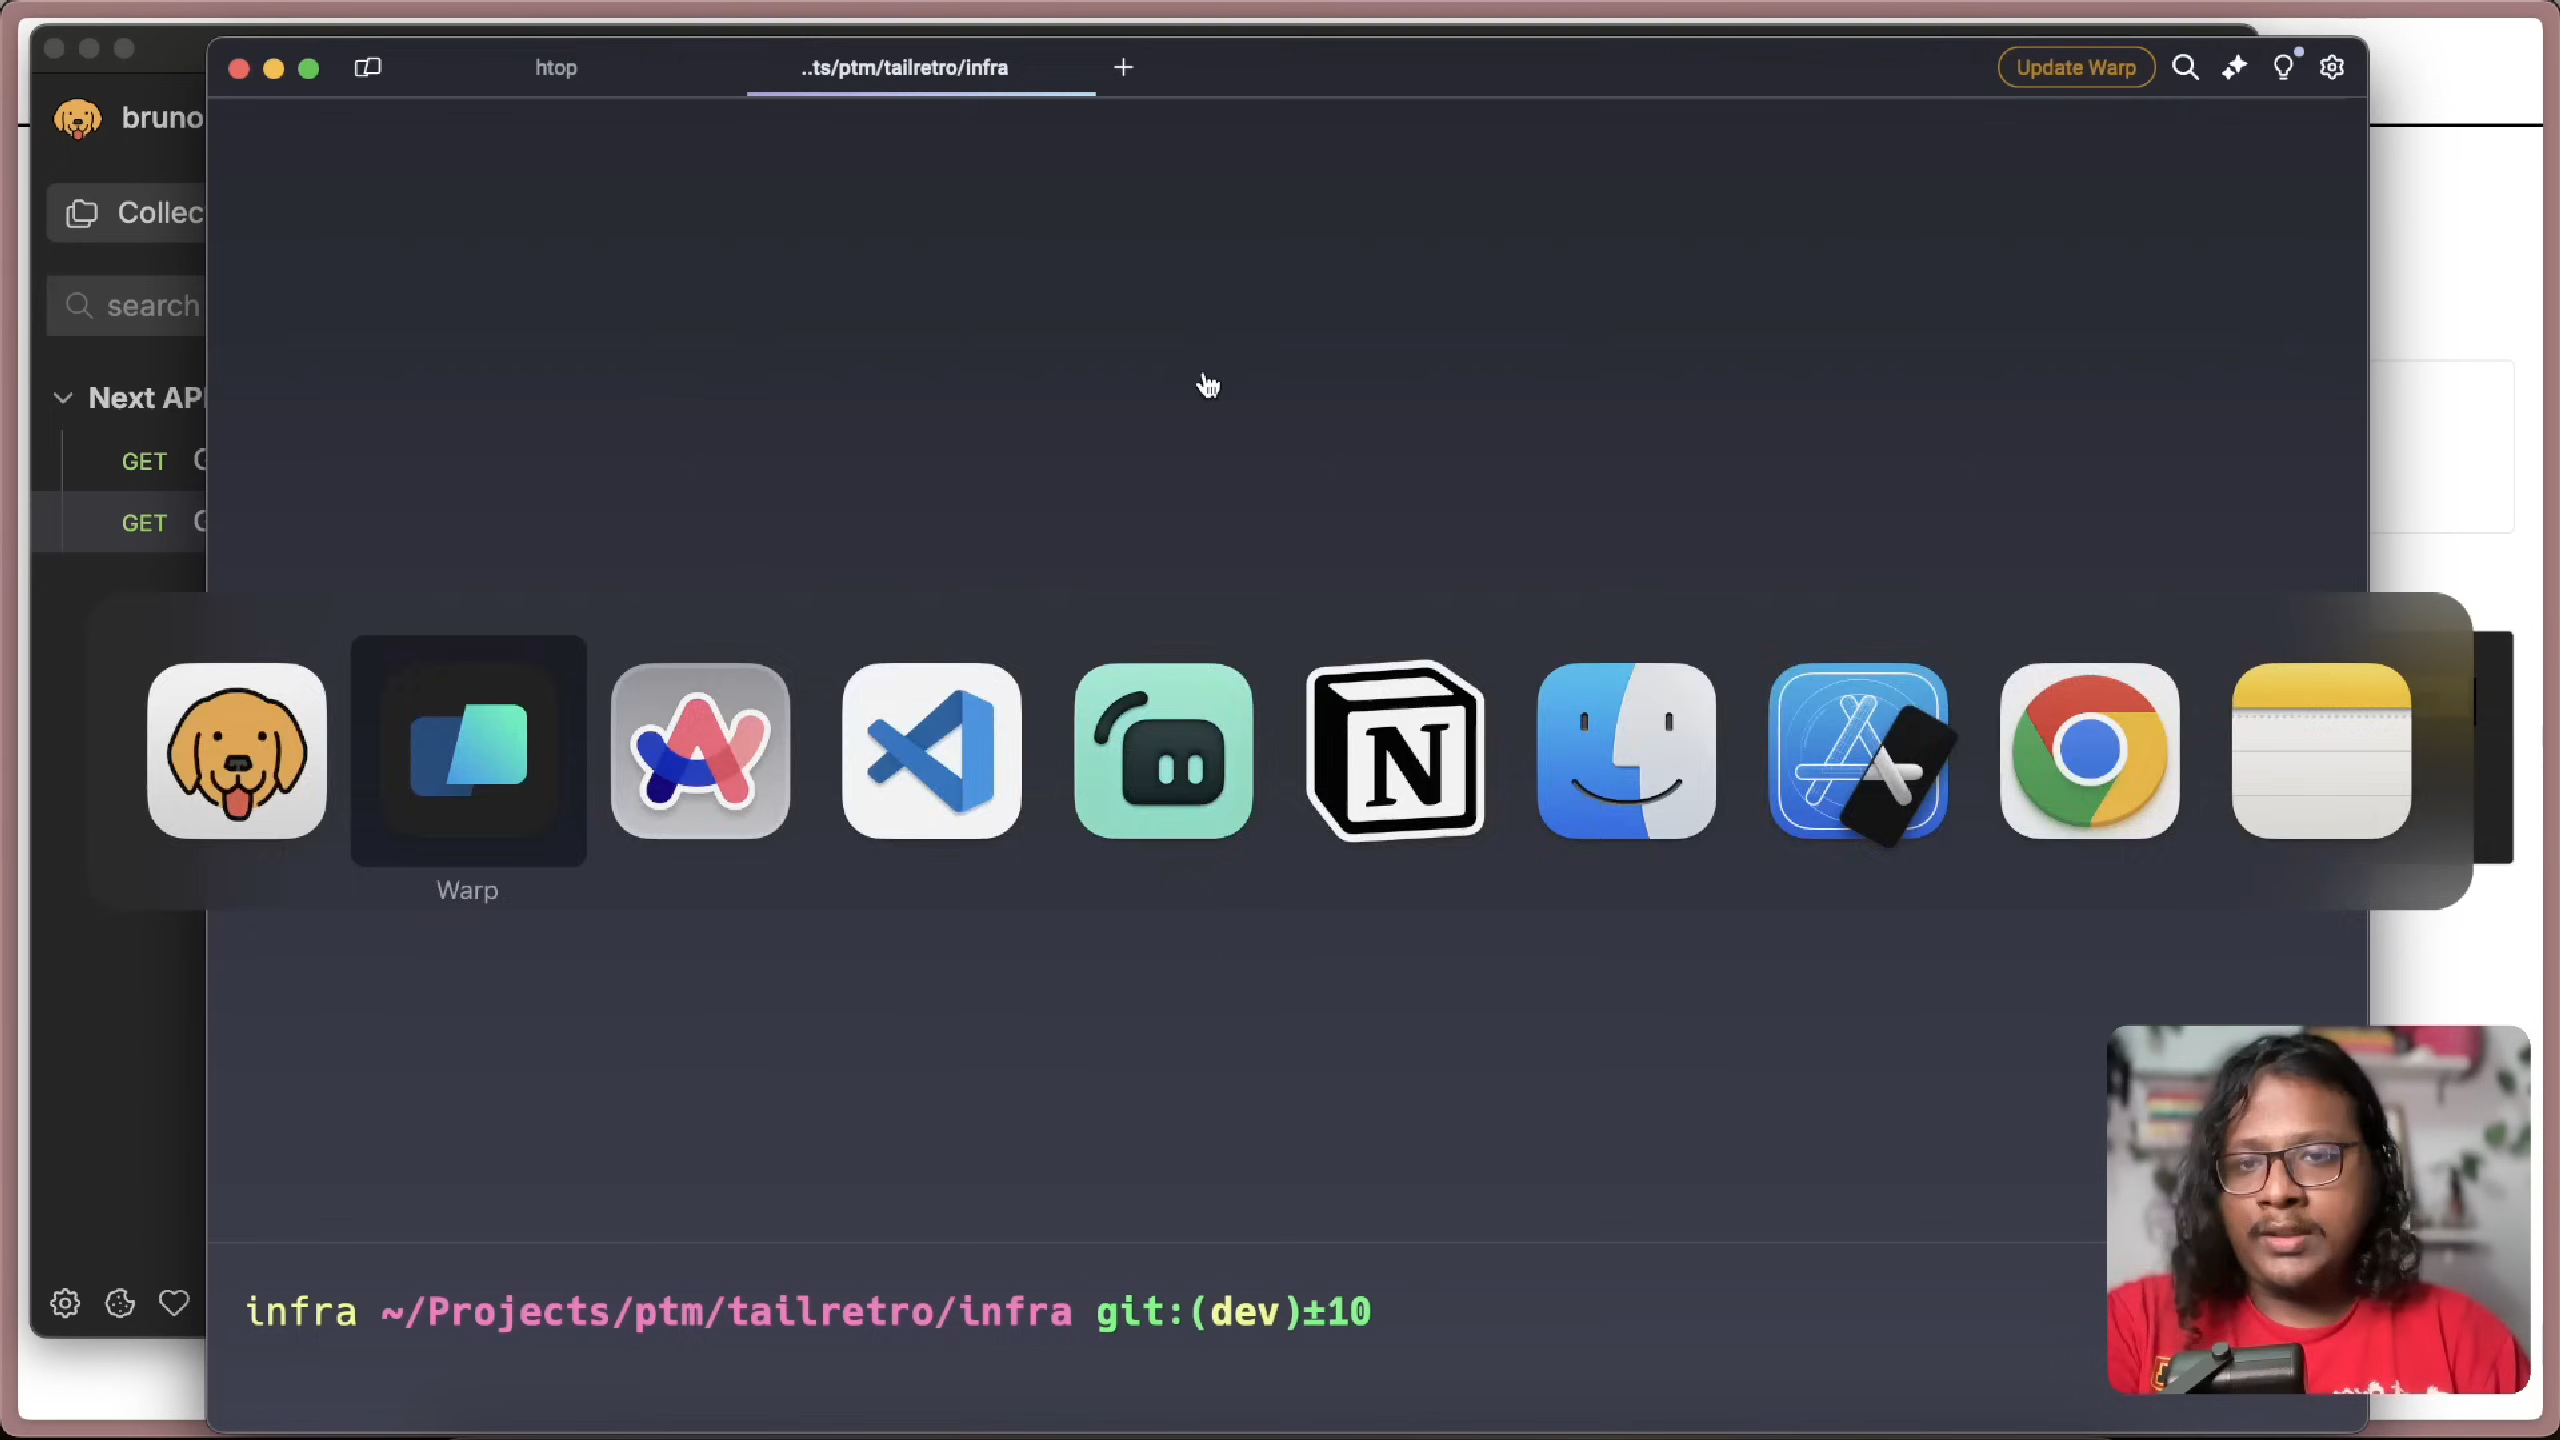 htop
..ts/ptm/tailretro/infra
Update Warp
bruno
Collec
search
Next AP
GET
GET
N
Warp
infra ~/Projects/ptm/tailretro/infra git:(dev)±10